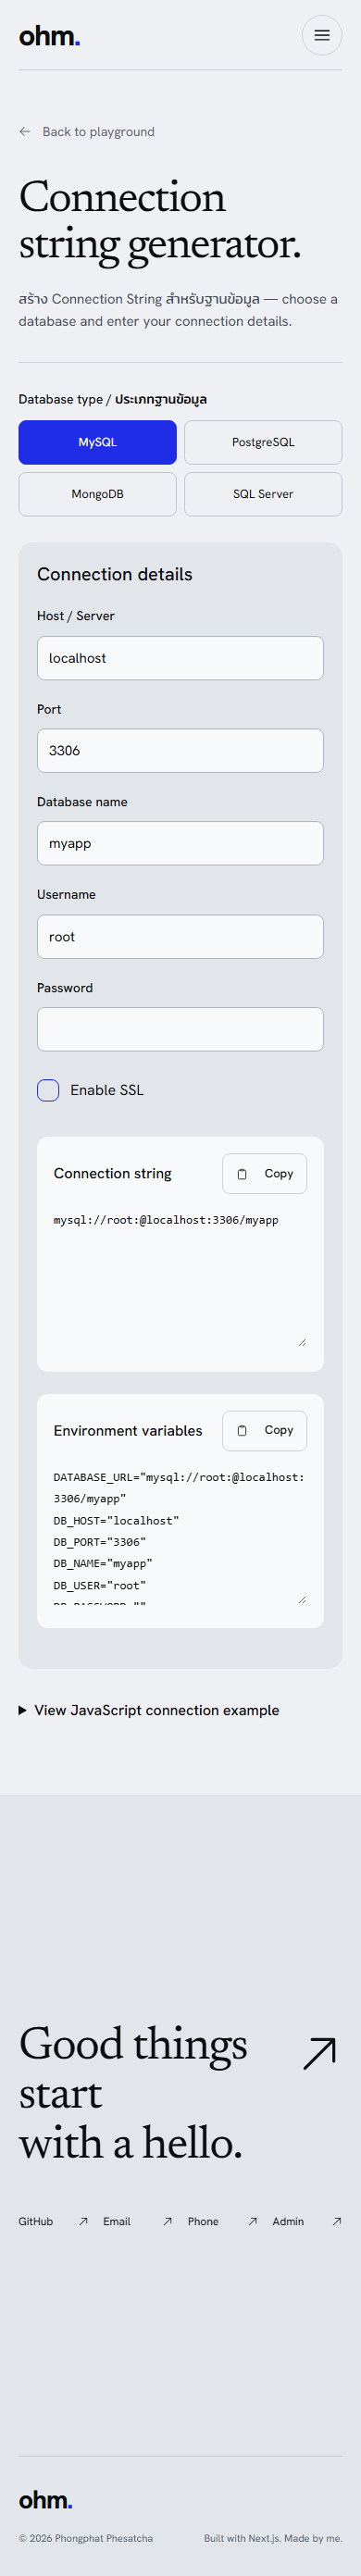 ohm.
Back to playground
Connection
string generator.
สร้าง Connection String สำหรับฐานข้อมูล — choose a
database and enter your connection details.
Database type / ประเภทฐานข้อมูล
MySQL
PostgreSQL
MongoDB
SQL Server
Connection details
Host / Server
localhost
Port
3306
Database name
myapp
Username
root
Password
Enable SSL
Connection string
Copy
mysql://root:@localhost:3306/myapp
Environment variables
Copy
DATABASE_URL="mysql://root:@localhost:
3306/myapp"
DB_HOST="localhost"
DB_PORT="3306"
DB_NAME="myapp"
DB_USER="root"
View JavaScript connection example
Good things
start
with a hello.
GitHub
Email
Phone
Admin
ohm.
© 2026 Phongphat Phesatcha
Built with Next.js. Made by me.